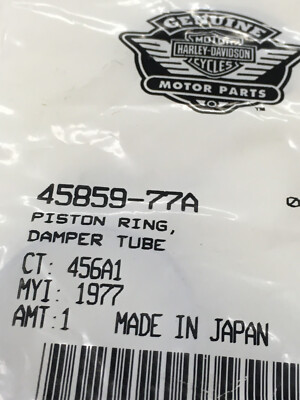 GENUINE
MOTOR
HARLEY-DAVIDSON
CYCLES
MOTOR PARTS
TM
45859-77A
PISTON RING,
DAMPER TUBE
CT: 456A1
MYI: 1977
AMT:1 MADE IN JAPAN